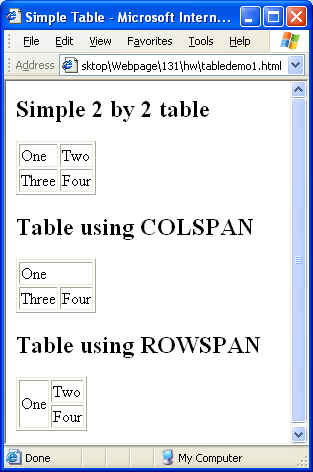 Simple Table - Microsoft Intern...
File Edit View Favorites Tools Help
Address sktop\Webpage\131\hw\tabledemo1.html
Simple 2 by 2 table
One Two
Three Four
Table using COLSPAN
One
Three Four
Table using ROWSPAN
One Two
Four
Done My Computer